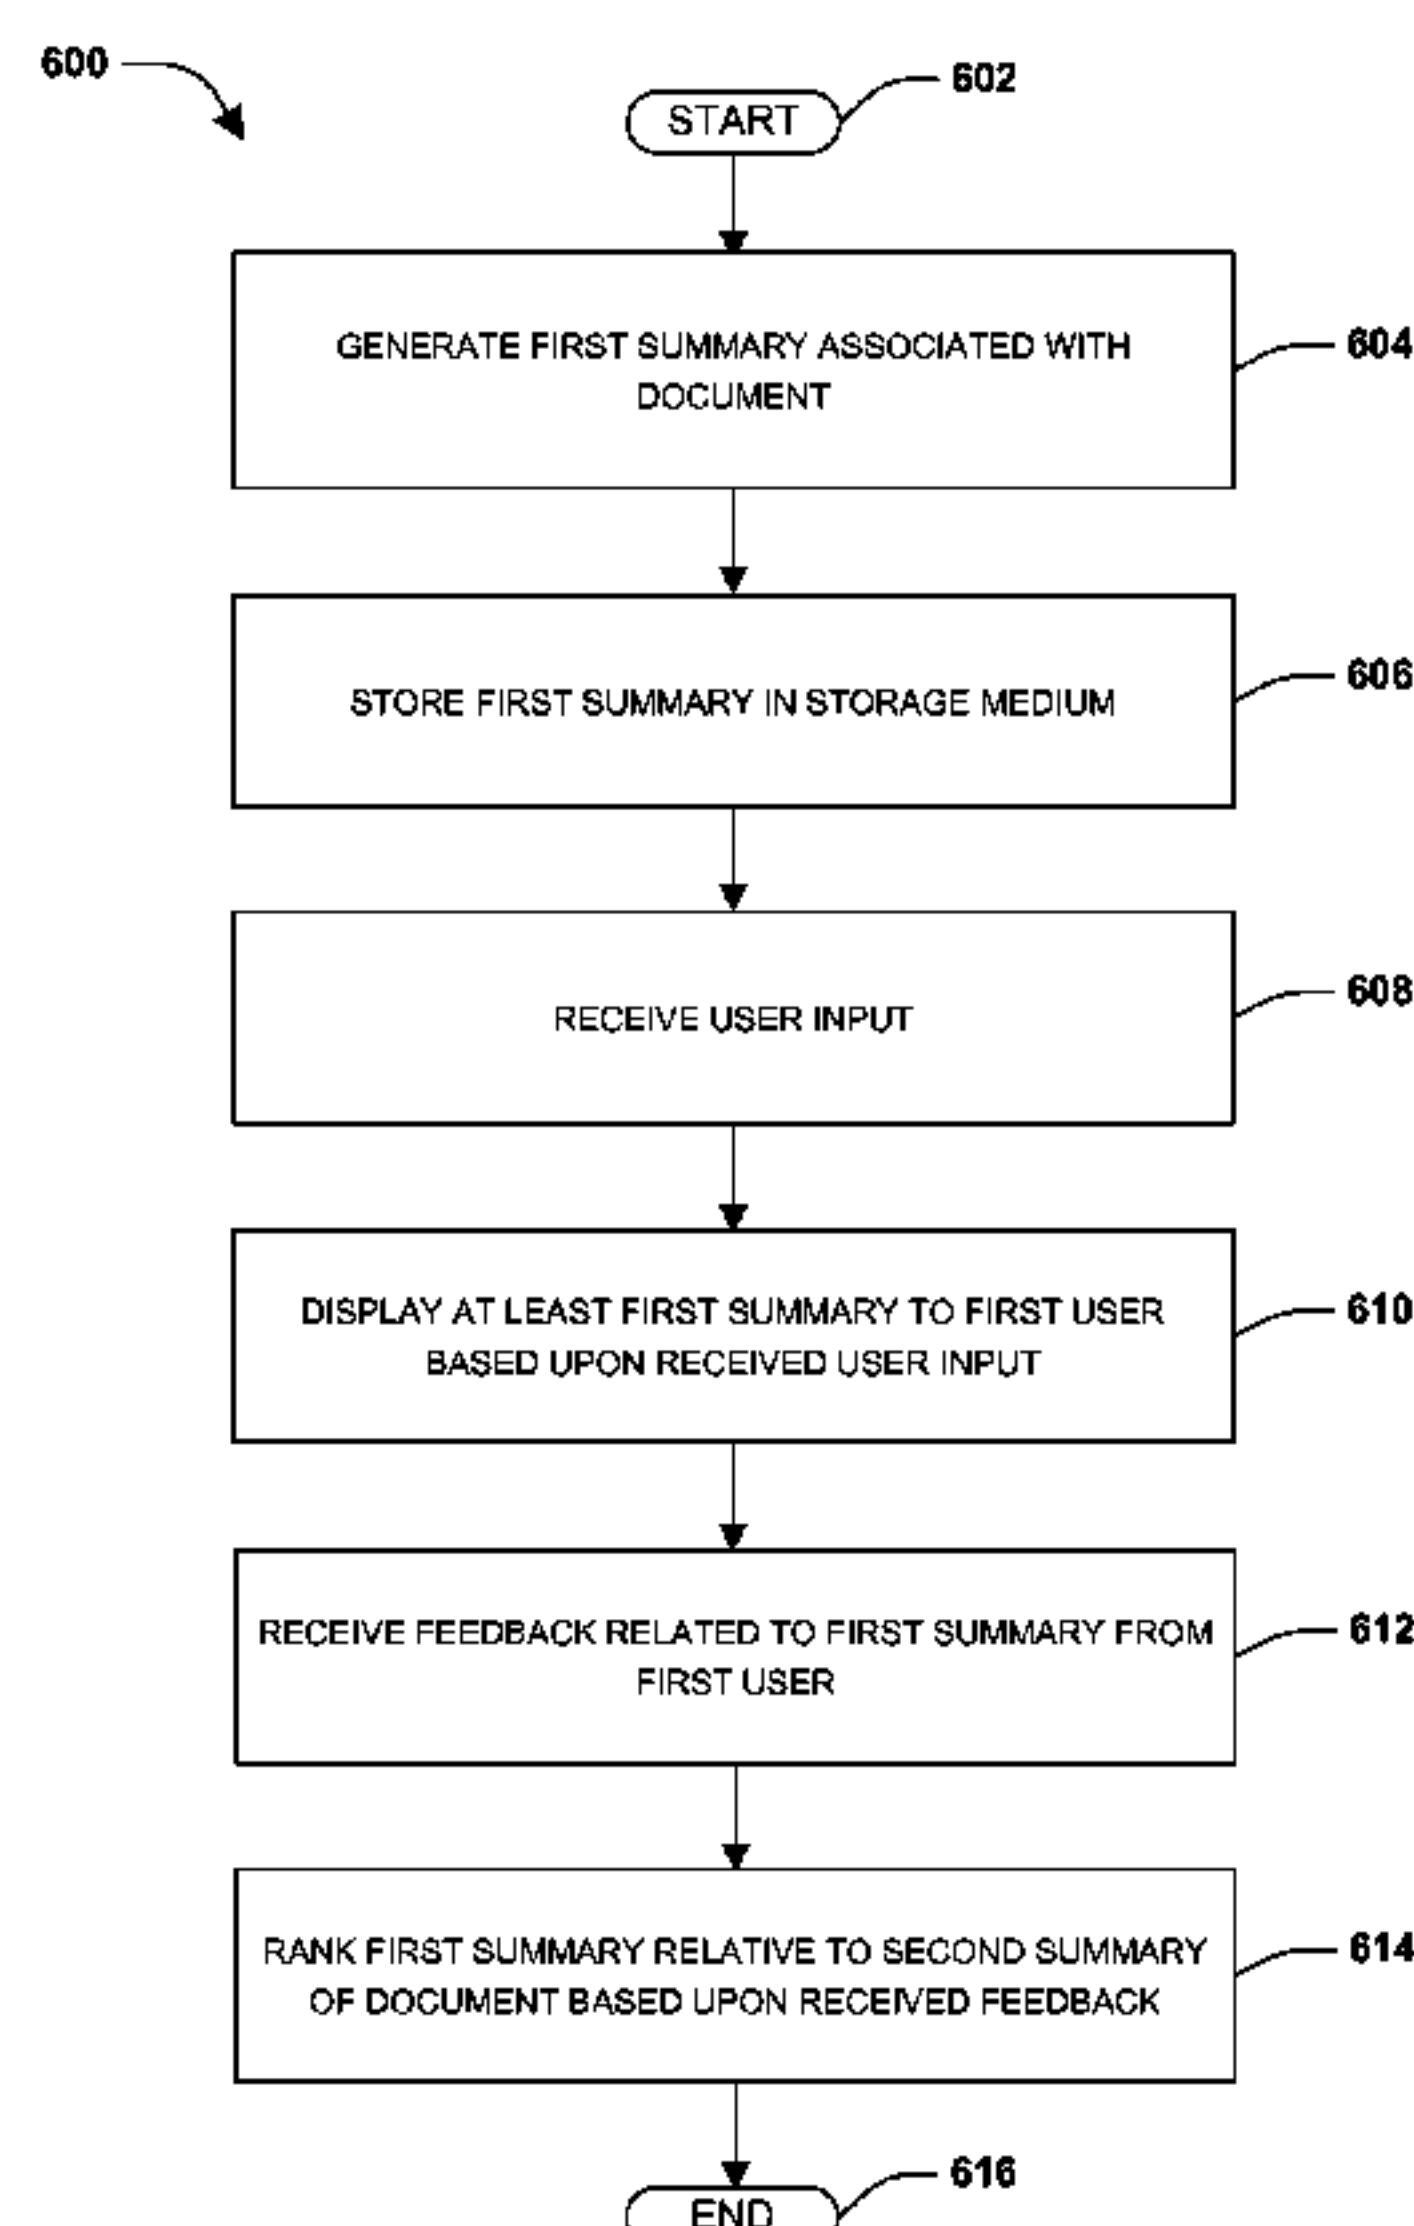 600
602
START
GENERATE FIRST SUMMARY ASSOCIATED WITH
DOCUMENT
604
STORE FIRST SUMMARY IN STORAGE MEDIUM
606
RECEIVE USER INPUT
608
DISPLAY AT LEAST FIRST SUMMARY TO FIRST USER
BASED UPON RECEIVED USER INPUT
610
RECEIVE FEEDBACK RELATED TO FIRST SUMMARY FROM
FIRST USER
612
RANK FIRST SUMMARY RELATIVE TO SECOND SUMMARY
OF DOCUMENT BASED UPON RECEIVED FEEDBACK
614
616
END